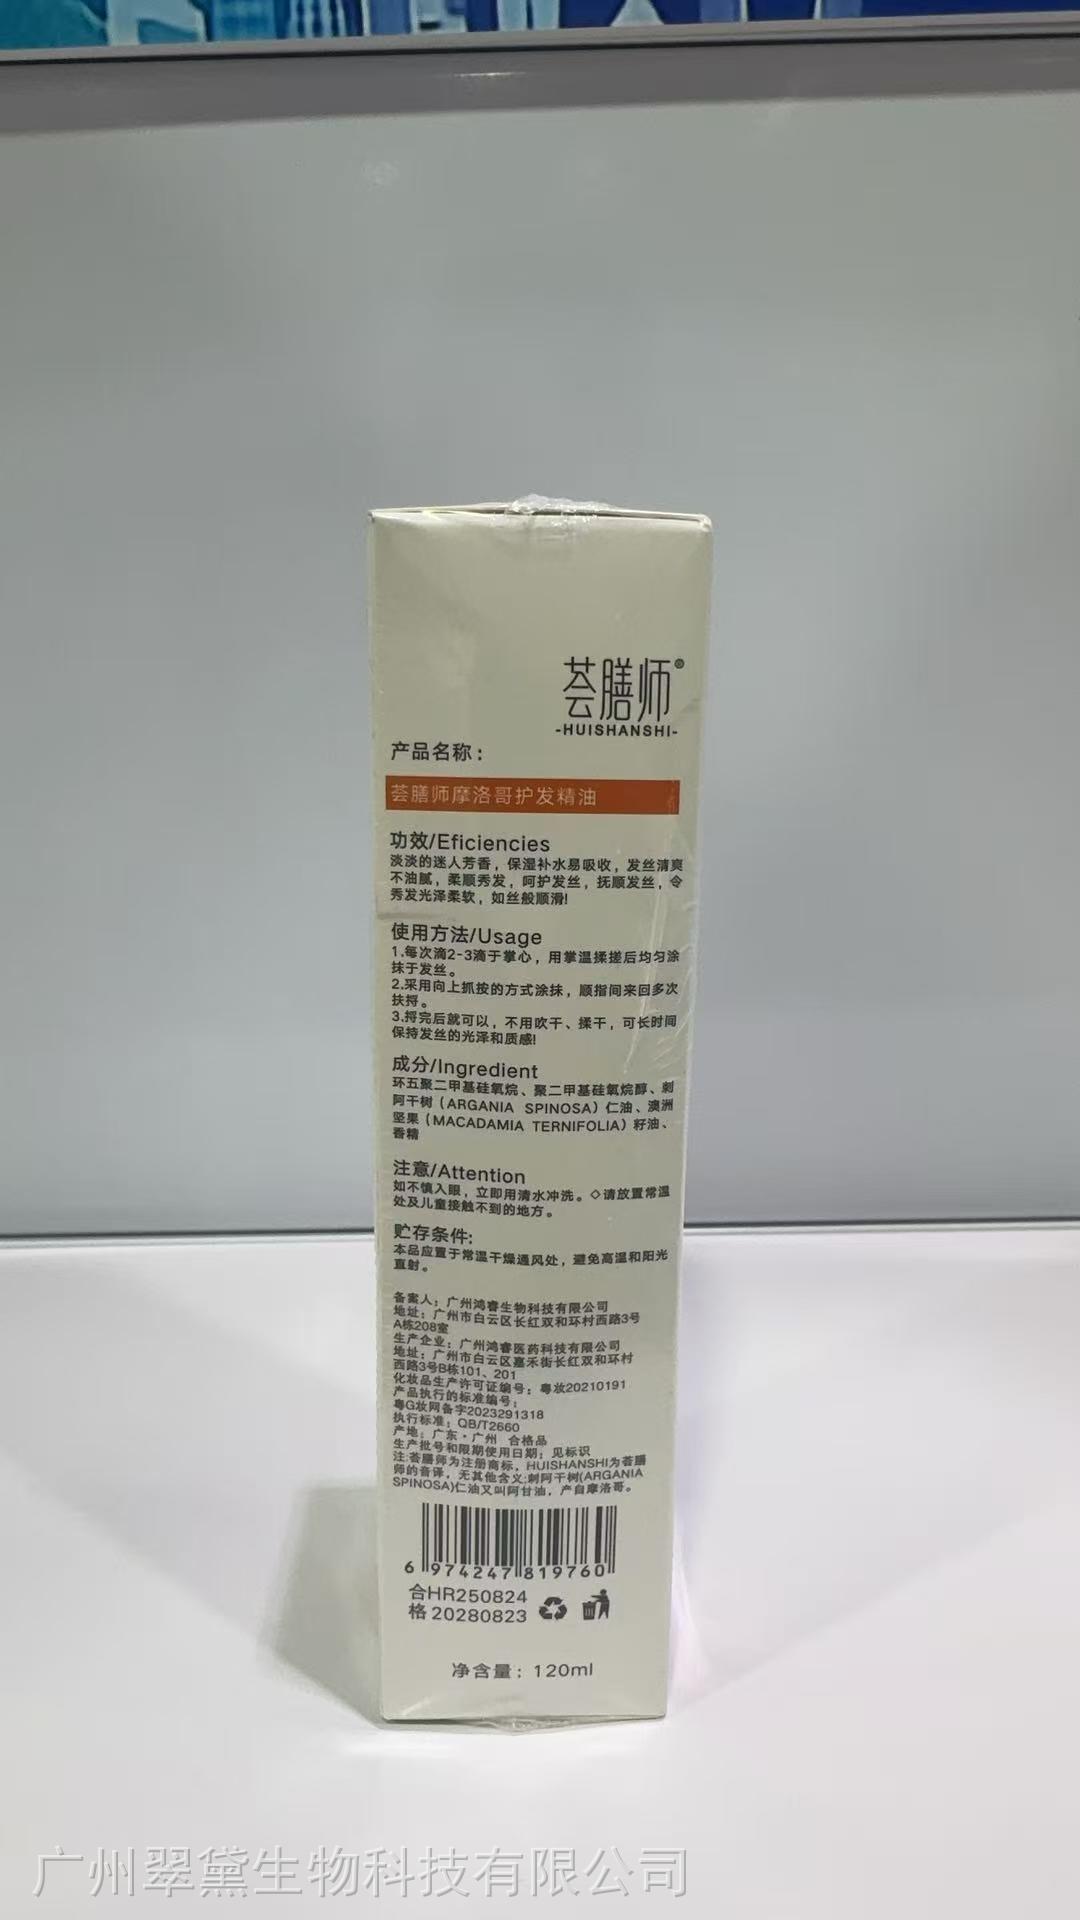 荟膳师®
-HUISHANSHI-
产品名称：
荟膳师摩洛哥护发精油
功效/Eficiencies
淡淡的迷人芳香，保湿补水易吸收，发丝清爽
不油腻，柔顺秀发，呵护发丝，抚顺发丝，令
秀发光泽柔软，如丝般顺滑!
使用方法/Usage
1.每次滴2-3滴于掌心，用掌温揉搓后均匀涂
抹于发丝。
2.采用向上抓按的方式涂抹，顺指间来回多次
扶捋。
3.捋完后就可以，不用吹干、揉干，可长时间
保持发丝的光泽和质感!
成分/Ingredient
环五聚二甲基硅氧烷、聚二甲基硅氧烷醇、刺
阿干树（ARGANIA SPINOSA）仁油、澳洲
坚果（MACADAMIA TERNIFOLIA）籽油、
香精
注意/Attention
如不慎入眼，立即用清水冲洗。◇请放置常温
处及儿童接触不到的地方。
贮存条件:
本品应置于常温干燥通风处，避免高温和阳光
直射。
备案人：广州鸿睿生物科技有限公司
地址：广州市白云区长红双和环村西路3号
A栋208室
生产企业：广州鸿睿医药科技有限公司
地址：广州市白云区嘉禾街长红双和环村
西路3号B栋101、201
化妆品生产许可证编号：粤妆20210191
产品执行的标准编号：
粤G妆网备字2023291318
执行标准：QB/T2660
产地：广东·广州 合格品
生产批号和限期使用日期：见标识
注:荟膳师为注册商标，HUISHANSHI为荟膳
师的音译，无其他含义;刺阿干树(ARGANIA
SPINOSA)仁油又叫阿甘油，产自摩洛哥。
6 974247 819760
合HR250824
格20280823
净含量：120ml
广州翠黛生物科技有限公司